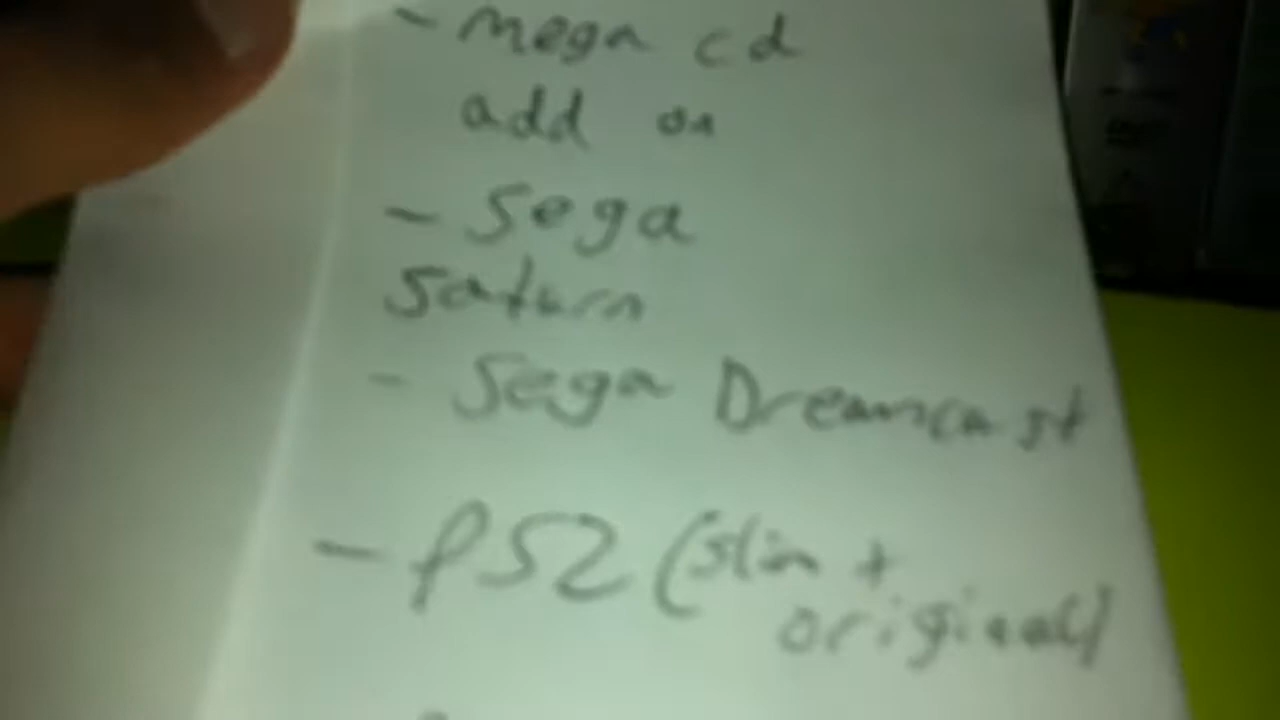 - mega cd
add on
- Sega
Saturn
- Sega Dreamcast
- PS2 (slim +
original)